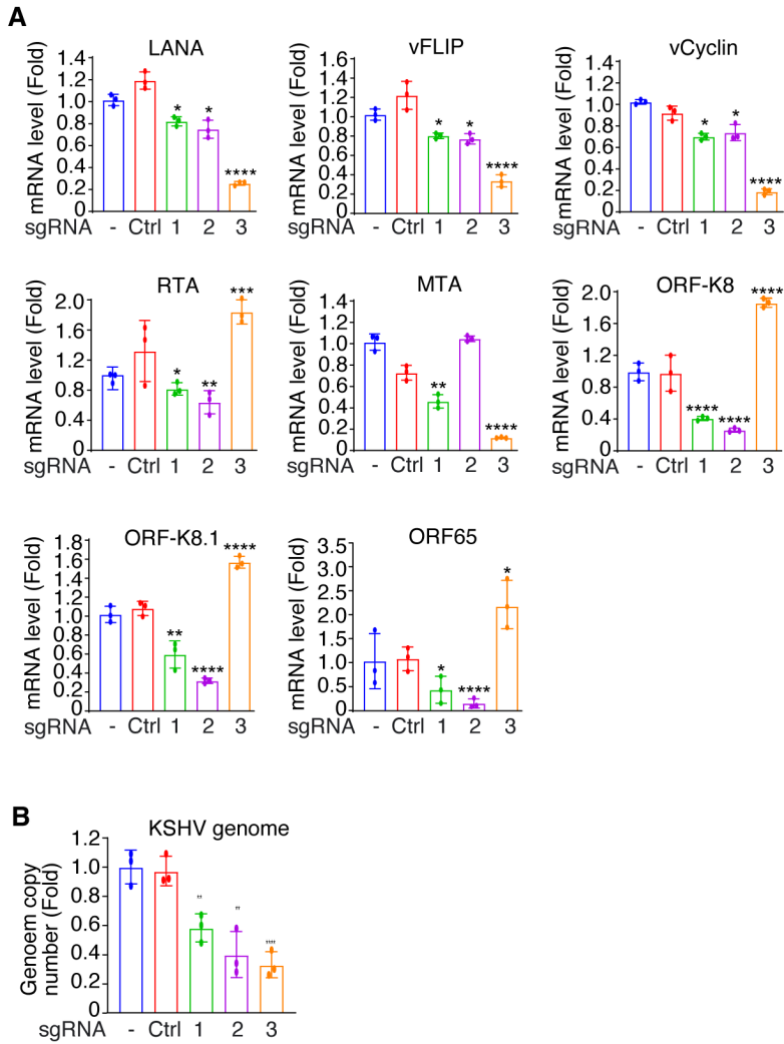 A
LANA
mRNA level (Fold)
1.4
1.2
1.0
0.8
0.6
0.4
0.2
0
* * ****
sgRNA - Ctrl 1 2 3
vFLIP
mRNA level (Fold)
1.6
1.4
1.2
1.0
0.8
0.6
0.4
0.2
0
* * ****
- Ctrl 1 2 3
vCyclin
mRNA level (Fold)
1.4
1.2
1.0
0.8
0.6
0.4
0.2
0
* * ****
- Ctrl 1 2 3
RTA
mRNA level (Fold)
2.0
1.6
1.2
0.8
0.4
0
* ** ***
sgRNA - Ctrl 1 2 3
MTA
mRNA level (Fold)
1.4
1.2
1.0
0.8
0.6
0.4
0.2
0
** ****
- Ctrl 1 2 3
ORF-K8
mRNA level (Fold)
2.0
1.6
1.2
0.8
0.4
0
**** **** ****
- Ctrl 1 2 3
ORF-K8.1
mRNA level (Fold)
1.8
1.6
1.4
1.2
1.0
0.8
0.6
0.4
0.2
0
** **** ****
sgRNA - Ctrl 1 2 3
ORF65
mRNA level (Fold)
3.5
3.0
2.5
2.0
1.5
1.0
0.5
0
* **** *
sgRNA - Ctrl 1 2 3
B
KSHV genome
Genoem copy
number (Fold)
1.2
1.0
0.8
0.6
0.4
0.2
0
sgRNA - Ctrl 1 2 3